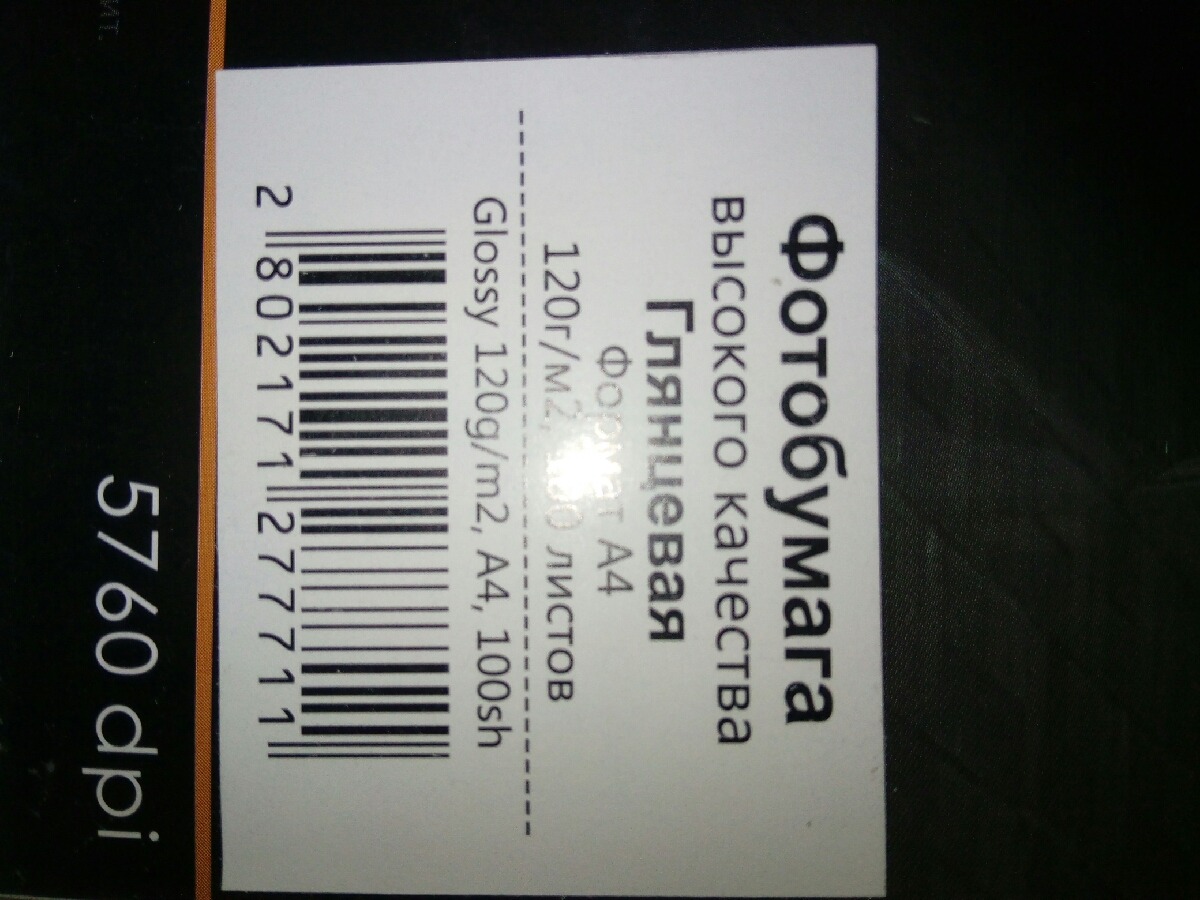 Фотобумага
высокого качества
Глянцевая
Формат А4
120г/м2, 100 листов
Glossy 120g/m2, A4, 100sh
2 802171 277711
5760 dpi